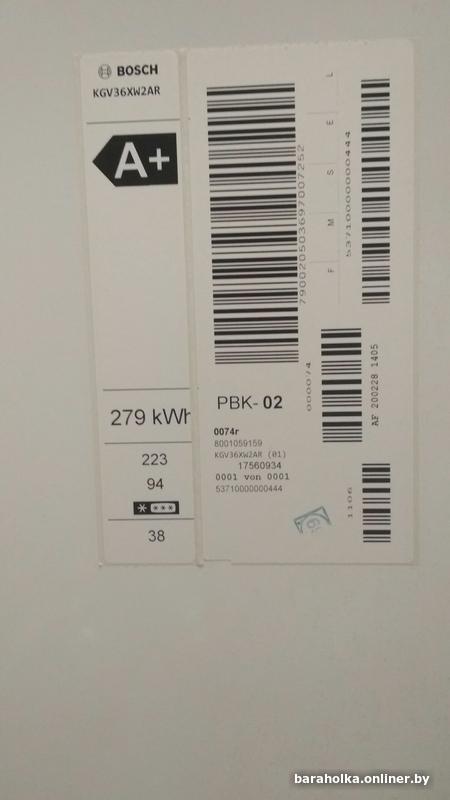 BOSCH
KGV36XW2AR
A+
279 kWh
223
94
38
L
E
S
M
F
790020503697007252
53710000000444
000074
AF 200228 1405
1106
PBK-02
0074r
8001059159
KGV36XW2AR (01)
17560934
0001 von 0001
53710000000444
baraholka.onliner.by